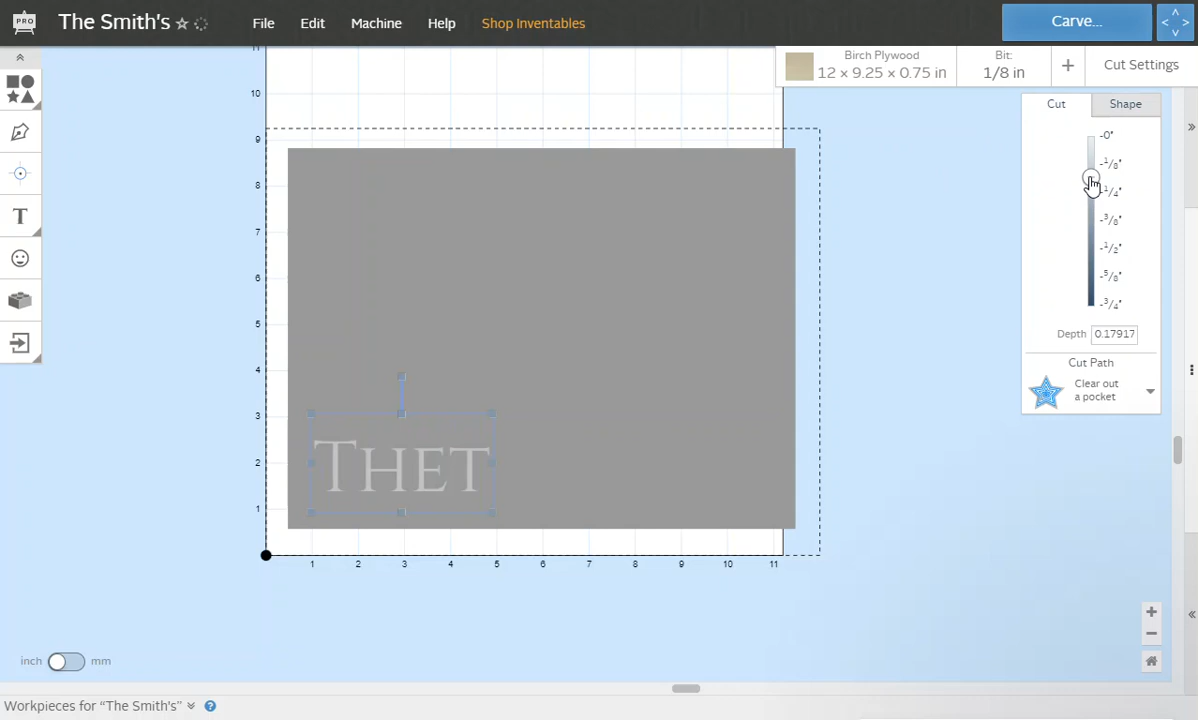 PRO The Smith's File Edit Machine Help Shop Inventables Carve...
Birch Plywood
12 × 9.25 × 0.75 in
Bit:
1/8 in
+
Cut Settings
Cut Shape
-0"
-1/8"
-1/4"
-3/8"
-1/2"
-5/8"
-3/4"
Depth 0.17917
Cut Path
Clear out
a pocket
T
11
10
9
8
7
6
5
4
3
2
1
THET
1 2 3 4 5 6 7 8 9 10 11
inch mm
Workpieces for “The Smith's” ?